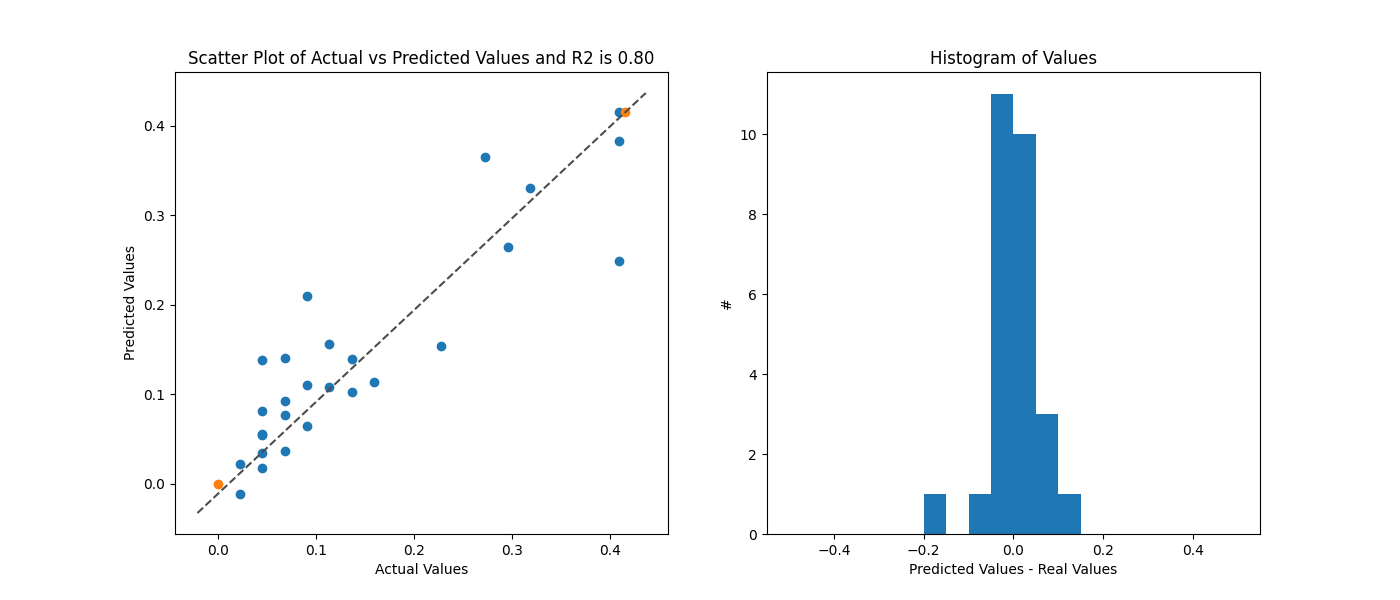 Scatter Plot of Actual vs Predicted Values and R2 is 0.80
Predicted Values
0.4
0.3
0.2
0.1
0.0
0.0 0.1 0.2 0.3 0.4
Actual Values
Histogram of Values
#
10
8
6
4
2
0
−0.4 −0.2 0.0 0.2 0.4
Predicted Values - Real Values